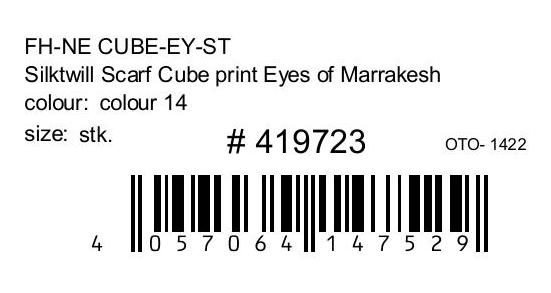 FH-NE CUBE-EY-ST
Silktwill Scarf Cube print Eyes of Marrakesh
colour: colour 14
size: stk.
# 419723
OTO- 1422
4 057064 147529